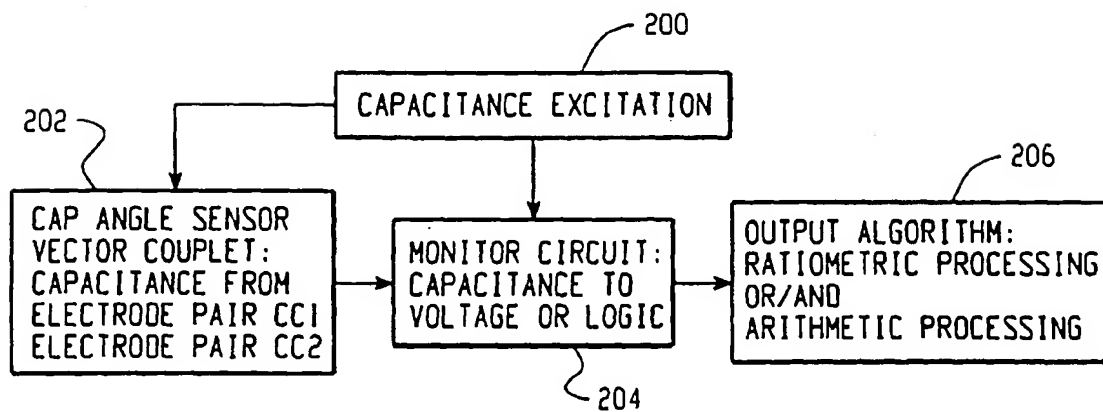 200
CAPACITANCE EXCITATION
202
CAP ANGLE SENSOR
VECTOR COUPLET:
CAPACITANCE FROM
ELECTRODE PAIR CC1
ELECTRODE PAIR CC2
MONITOR CIRCUIT:
CAPACITANCE TO
VOLTAGE OR LOGIC
204
206
OUTPUT ALGORITHM:
RATIOMETRIC PROCESSING
OR/AND
ARITHMETIC PROCESSING